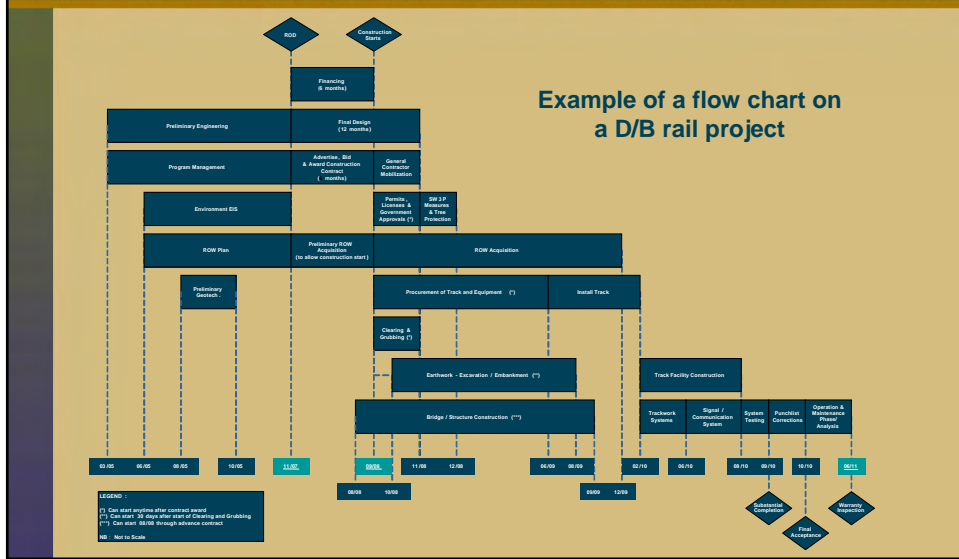 ROD
Construction
Starts
Financing
(6 months)
Example of a flow chart on
a D/B rail project
Preliminary Engineering
Final Design
(12 months)
Program Management
Advertise, Bid
& Award Construction
Contract
( months)
General
Contractor
Mobilization
Environment EIS
Permits,
Licenses &
Government
Approvals (*)
SW 3 P
Measures
& Tree
Protection
ROW Plan
Preliminary ROW
Acquisition
(to allow construction start)
ROW Acquisition
Preliminary
Geotech.
Procurement of Track and Equipment (*)
Install Track
Clearing &
Grubbing (*)
Earthwork - Excavation / Embankment (**)
Track Facility Construction
Bridge / Structure Construction (***)
Trackwork
Systems
Signal /
Communication
System
System
Testing
Punchlist
Corrections
Operation &
Maintenance
Phase/
Analysis
03/05
06/05
08/05
10/05
11/07
09/08
11/08
12/08
06/09
08/09
02/10
06/10
08/10
09/10
10/10
06/11
08/08
10/08
09/09
12/09
LEGEND :
(*) Can start anytime after contract award
(**) Can start 30 days after start of Clearing and Grubbing
(***) Can start 08/08 through advance contract
NB : Not to Scale
Substantial
Completion
Final
Acceptance
Warranty
Inspection